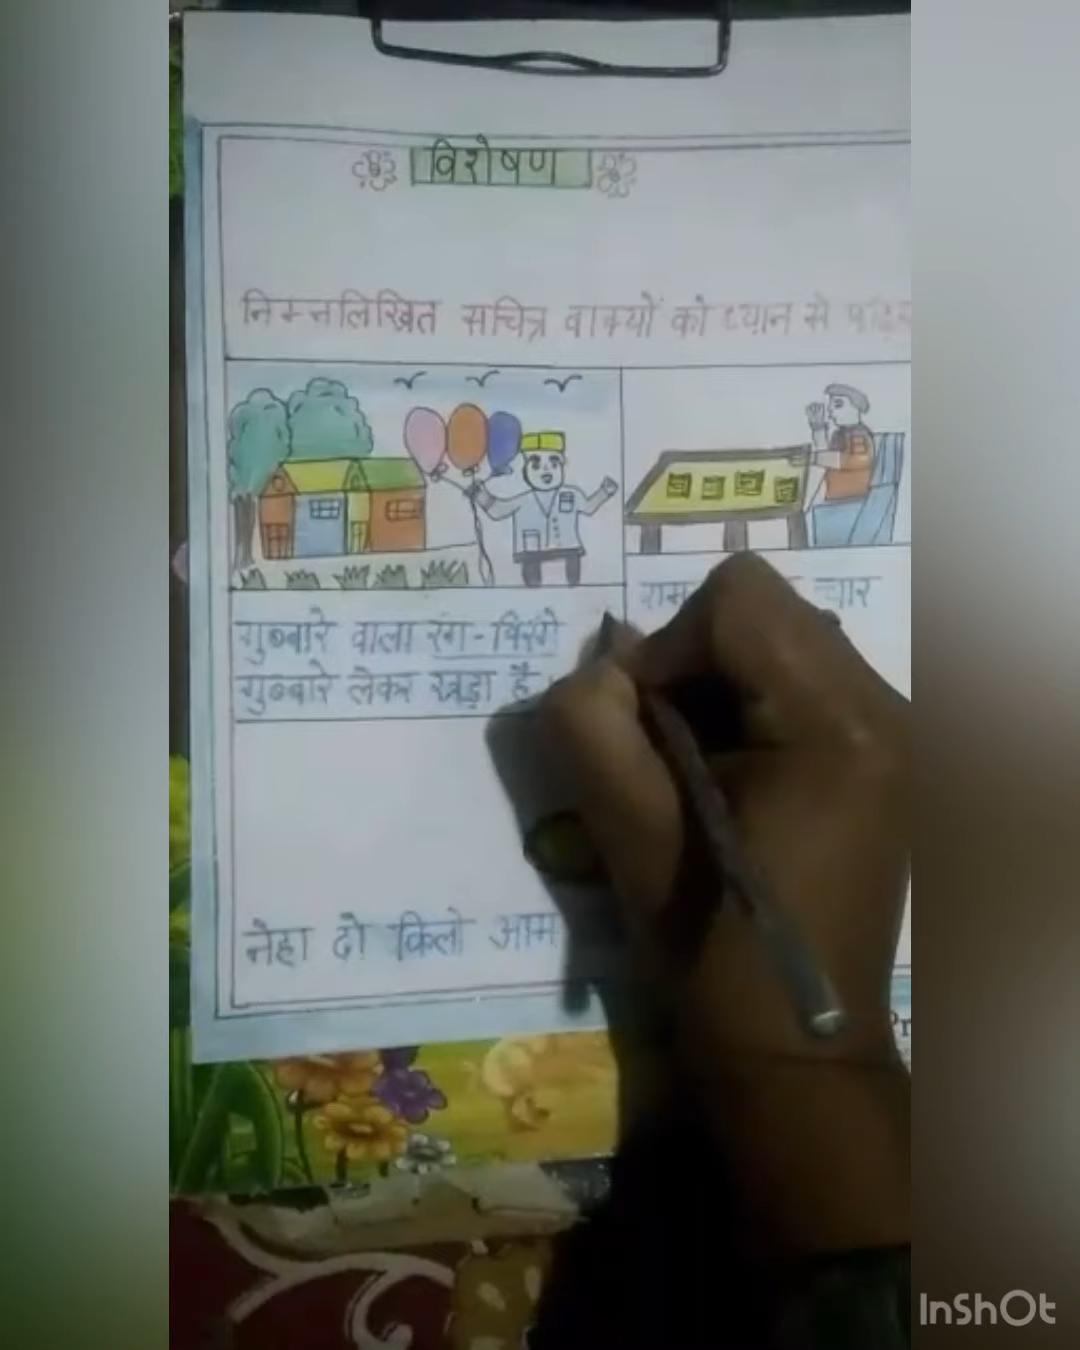 विशेषण
निम्नलिखित सचित्र वाक्यों को ध्यान से
गुब्बारे वाला रंग-बिरंगे
गुब्बारे लेकर खड़ा है
चार
नेहा दो किलो आम
InShOt